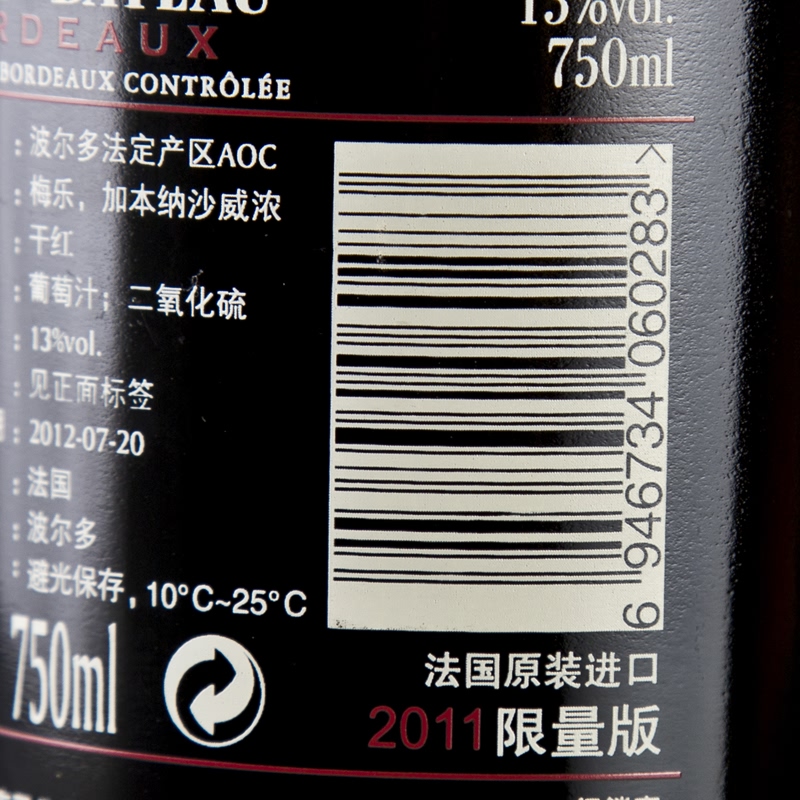 RDEAUX
BORDEAUX CONTRÔLÉE
13%vol.
750ml
：波尔多法定产区AOC
：梅乐，加本纳沙威浓
：干红
：葡萄汁；二氧化硫
：13%vol.
：见正面标签
：2012-07-20
：法国
：波尔多
：避光保存，10°C~25°C
750ml
6 946734 060283 >
法国原装进口
2011限量版